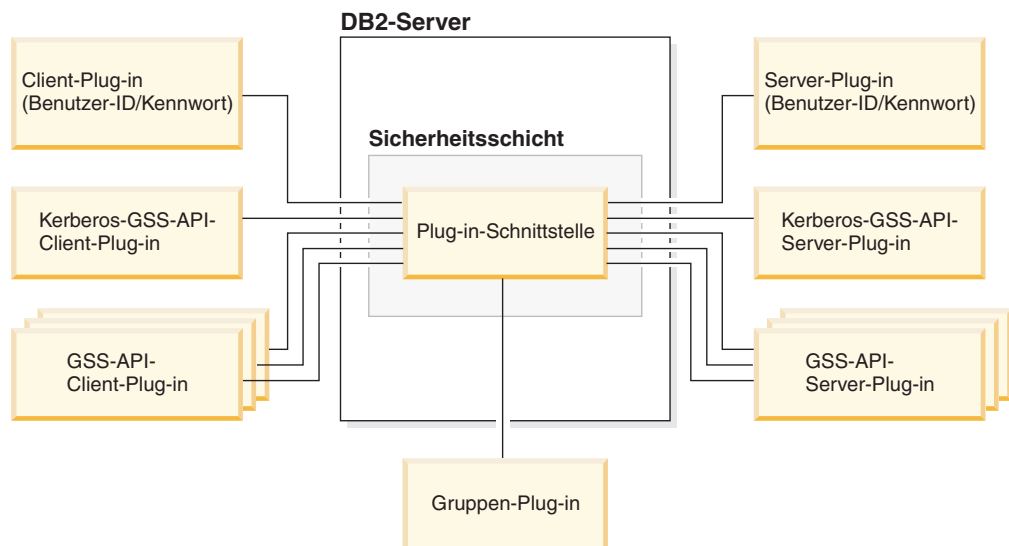 DB2-Server
Client-Plug-in
(Benutzer-ID/Kennwort)
Server-Plug-in
(Benutzer-ID/Kennwort)
Sicherheitsschicht
Kerberos-GSS-API-
Client-Plug-in
Plug-in-Schnittstelle
Kerberos-GSS-API-
Server-Plug-in
GSS-API-
Client-Plug-in
GSS-API-
Server-Plug-in
Gruppen-Plug-in